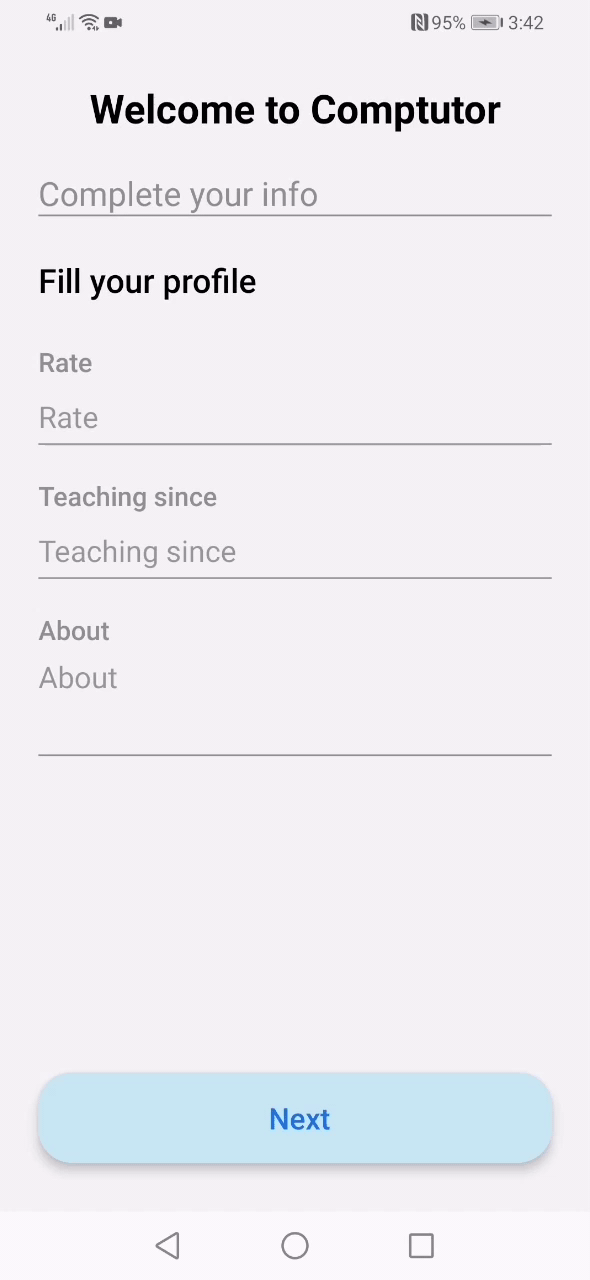 4G 95% 3:42
Welcome to Comptutor
Complete your info
Fill your profile
Rate
Rate
Teaching since
Teaching since
About
About
Next